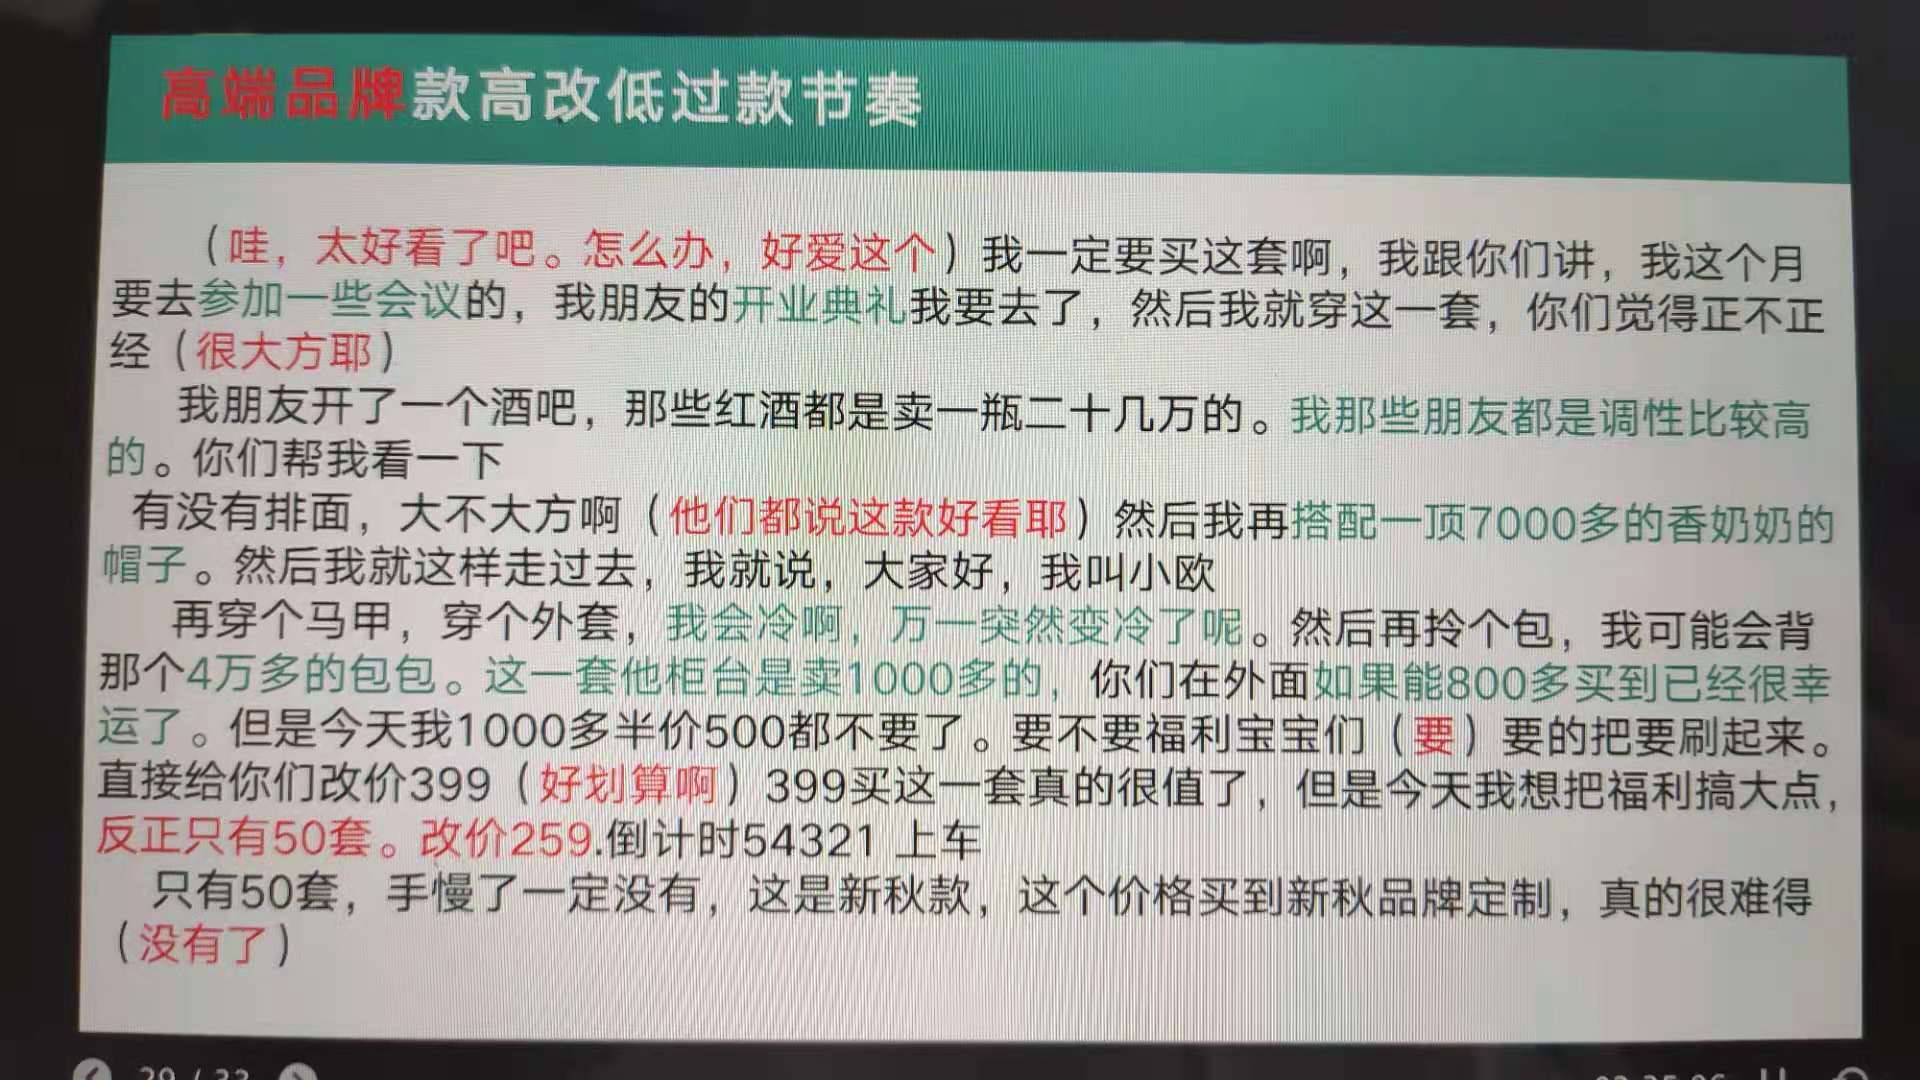 高端品牌款高改低过款节奏
（哇，太好看了吧。怎么办，好爱这个）我一定要买这套啊，我跟你们讲，我这个月
要去参加一些会议的，我朋友的开业典礼我要去了，然后我就穿这一套，你们觉得正不正
经（很大方耶）
我朋友开了一个酒吧，那些红酒都是卖一瓶二十几万的。我那些朋友都是调性比较高
的。你们帮我看一下
有没有排面，大不大方啊（他们都说这款好看耶）然后我再搭配一顶7000多的香奶奶的
帽子。然后我就这样走过去，我就说，大家好，我叫小欧
再穿个马甲，穿个外套，我会冷啊，万一突然变冷了呢。然后再拎个包，我可能会背
那个4万多的包包。这一套他柜台是卖1000多的，你们在外面如果能800多买到已经很幸
运了。但是今天我1000多半价500都不要了。要不要福利宝宝们（要）要的把要刷起来。
直接给你们改价399（好划算啊）399买这一套真的很值了，但是今天我想把福利搞大点，
反正只有50套。改价259.倒计时54321 上车
只有50套，手慢了一定没有，这是新秋款，这个价格买到新秋品牌定制，真的很难得
（没有了）
29 / 33